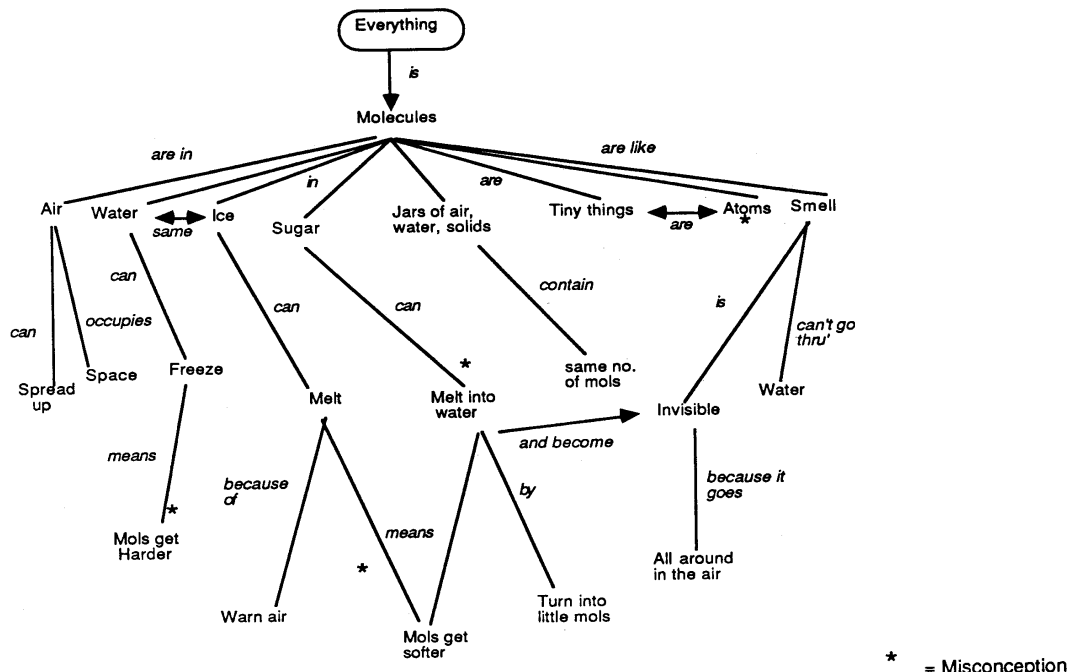 Everything
is
Molecules
are in
in
are
are like
Air
Water
same
Ice
Sugar
Jars of air,
water, solids
Tiny things
are
Atoms
*
Smell
can
occupies
can
can
can
contain
is
can't go
thru'
Spread
up
Space
Freeze
Melt
*
Melt into
water
same no.
of mols
Invisible
Water
and become
means
*
Mols get
Harder
because
of
means
*
by
because it
goes
Warn air
Mols get
softer
Turn into
little mols
All around
in the air
* = Misconception